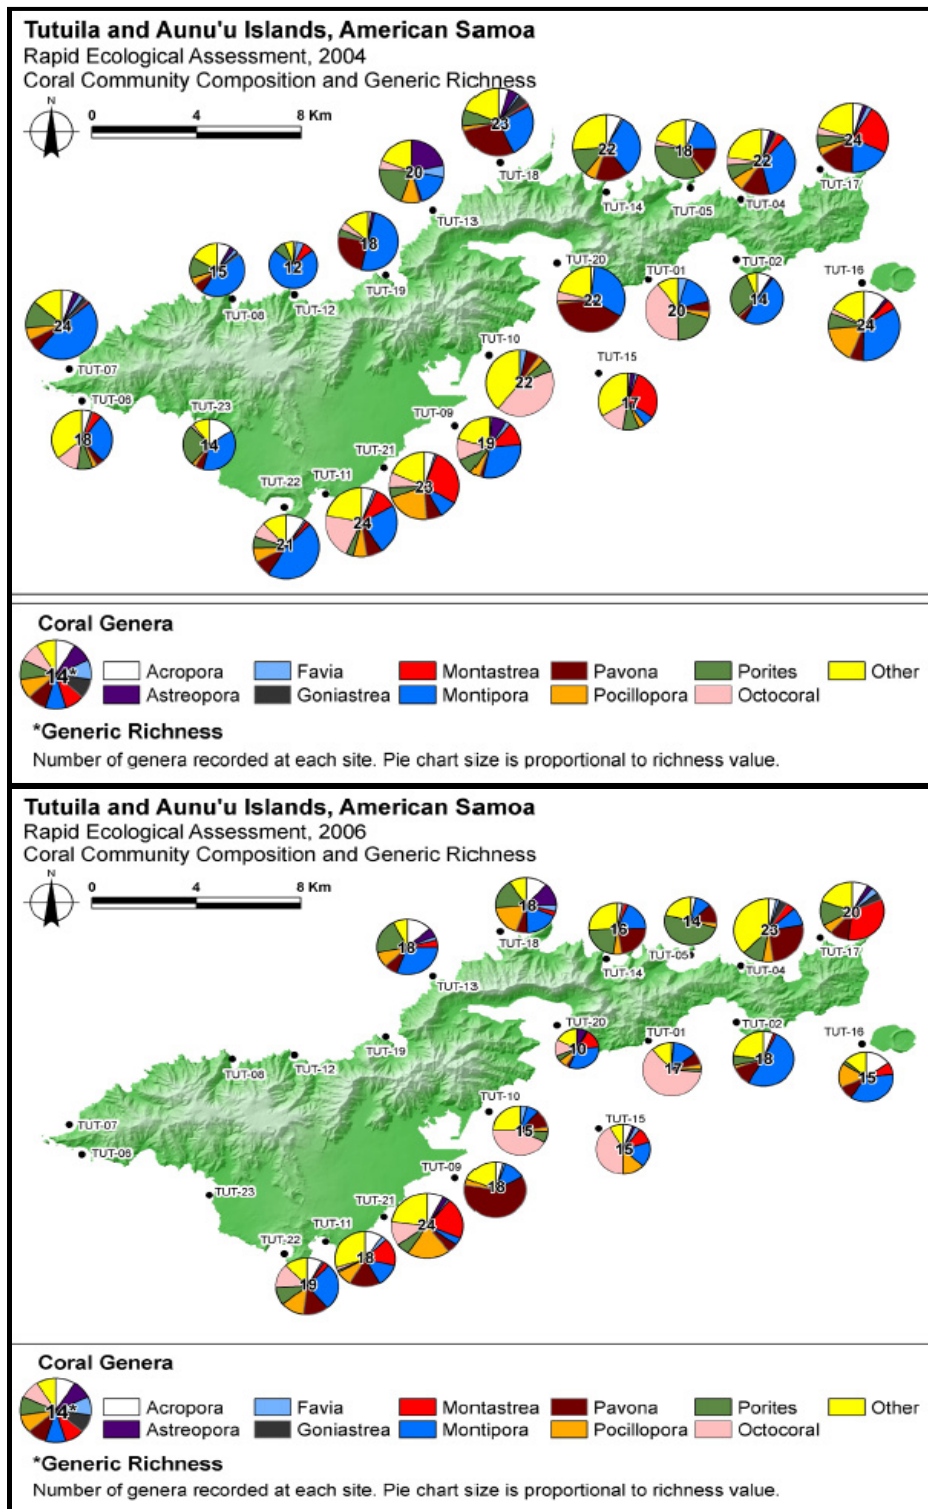 Tutuila and Aunu'u Islands, American Samoa
Rapid Ecological Assessment, 2004
Coral Community Composition and Generic Richness
N
0 4 8 Km
23
22
18
22
24
20
TUT-18
TUT-14
TUT-05
TUT-04
TUT-17
TUT-13
18
15
12
TUT-20
TUT-01
TUT-02
TUT-16
TUT-19
TUT-08
TUT-12
22
20
14
24
24
TUT-10
TUT-15
TUT-07
22
17
TUT-06
TUT-23
TUT-09
18
14
19
TUT-21
23
TUT-11
TUT-22
24
21
Coral Genera
14*
Acropora Favia Montastrea Pavona Porites Other
Astreopora Goniastrea Montipora Pocillopora Octocoral
*Generic Richness
Number of genera recorded at each site. Pie chart size is proportional to richness value.
Tutuila and Aunu'u Islands, American Samoa
Rapid Ecological Assessment, 2006
Coral Community Composition and Generic Richness
N
0 4 8 Km
18
16
14
23
20
18
TUT-18
TUT-14
TUT-05
TUT-04
TUT-17
TUT-13
TUT-20
TUT-01
TUT-02
TUT-16
TUT-19
TUT-08
TUT-12
10
17
18
15
TUT-10
TUT-15
TUT-07
15
15
TUT-06
TUT-09
TUT-23
18
TUT-21
24
TUT-11
TUT-22
18
19
Coral Genera
14*
Acropora Favia Montastrea Pavona Porites Other
Astreopora Goniastrea Montipora Pocillopora Octocoral
*Generic Richness
Number of genera recorded at each site. Pie chart size is proportional to richness value.